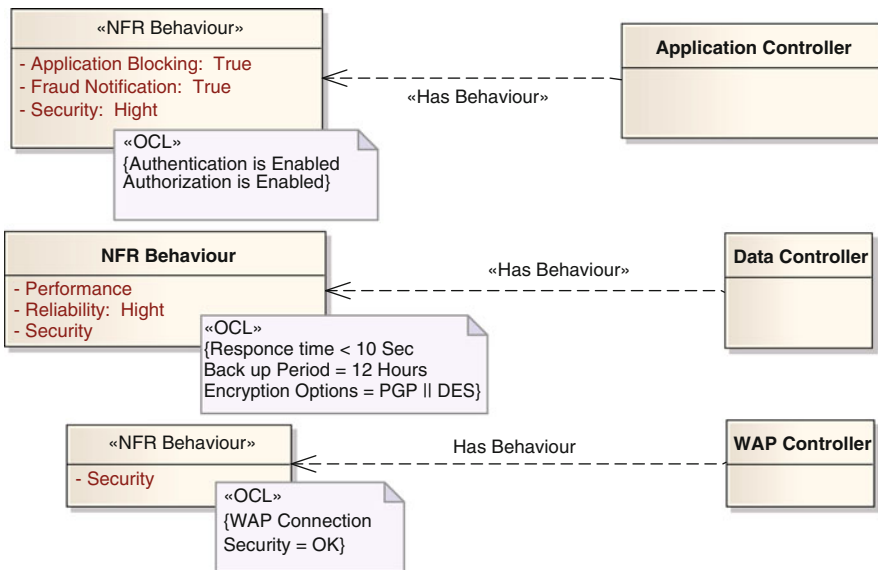 «NFR Behaviour»
- Application Blocking: True
- Fraud Notification: True
- Security: Hight
«OCL»
{Authentication is Enabled
Authorization is Enabled}
«Has Behaviour»
Application Controller
NFR Behaviour
- Performance
- Reliability: Hight
- Security
«OCL»
{Responce time < 10 Sec
Back up Period = 12 Hours
Encryption Options = PGP || DES}
«Has Behaviour»
Data Controller
«NFR Behaviour»
- Security
«OCL»
{WAP Connection
Security = OK}
Has Behaviour
WAP Controller